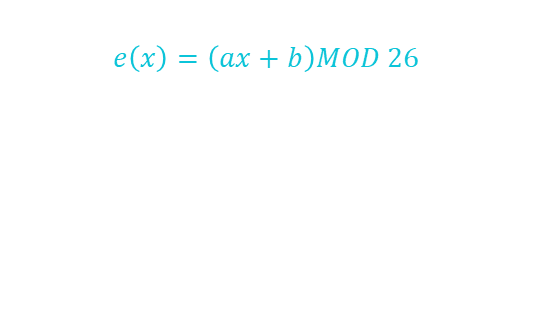 e(x) = (ax + b)MOD 26